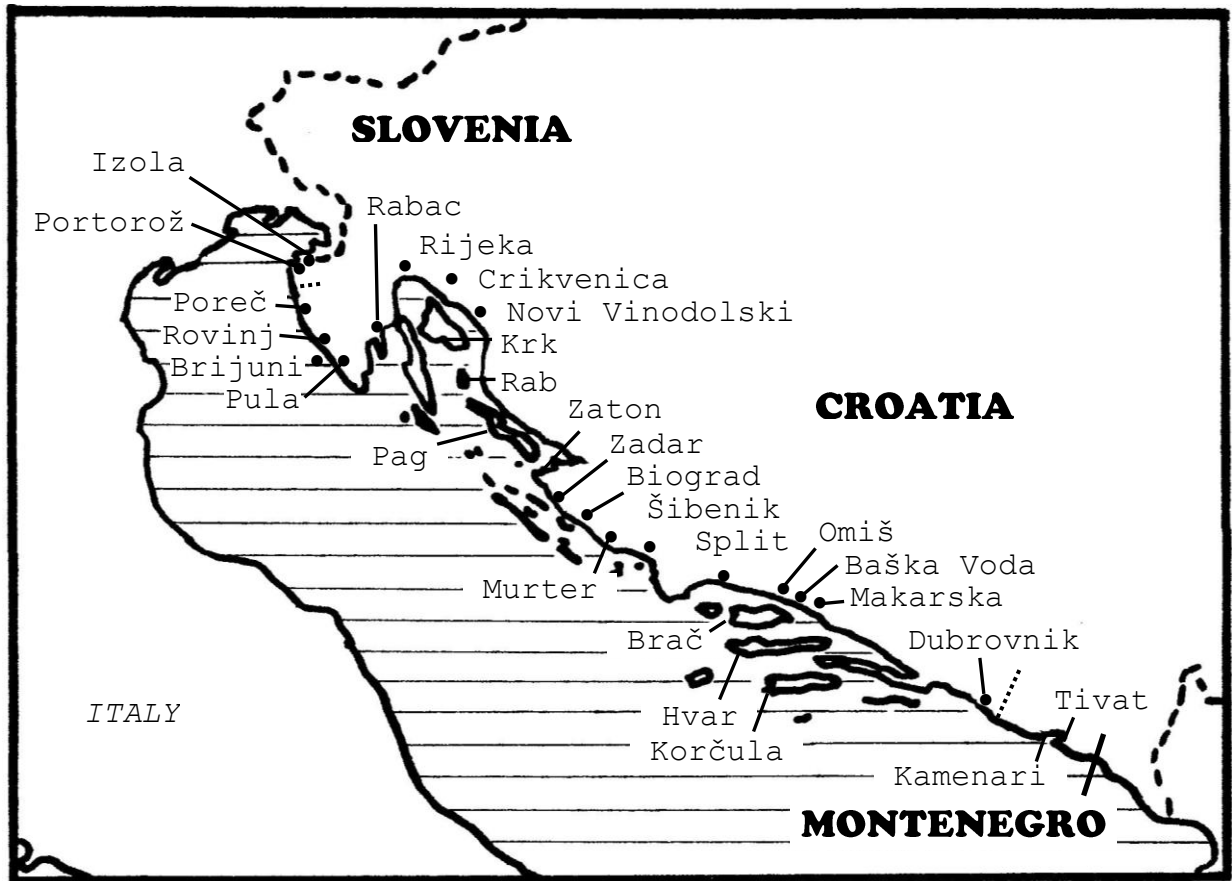 SLOVENIA
Izola
Rabac
Portorož
Rijeka
Crikvenica
Poreč
Novi Vinodolski
Rovinj
Krk
Brijuni
Rab
Pula
CROATIA
Zaton
Zadar
Pag
Biograd
Šibenik
Split
Omiš
Baška Voda
Murter
Makarska
Brač
Dubrovnik
Tivat
ITALY
Hvar
Korčula
Kamenari
MONTENEGRO